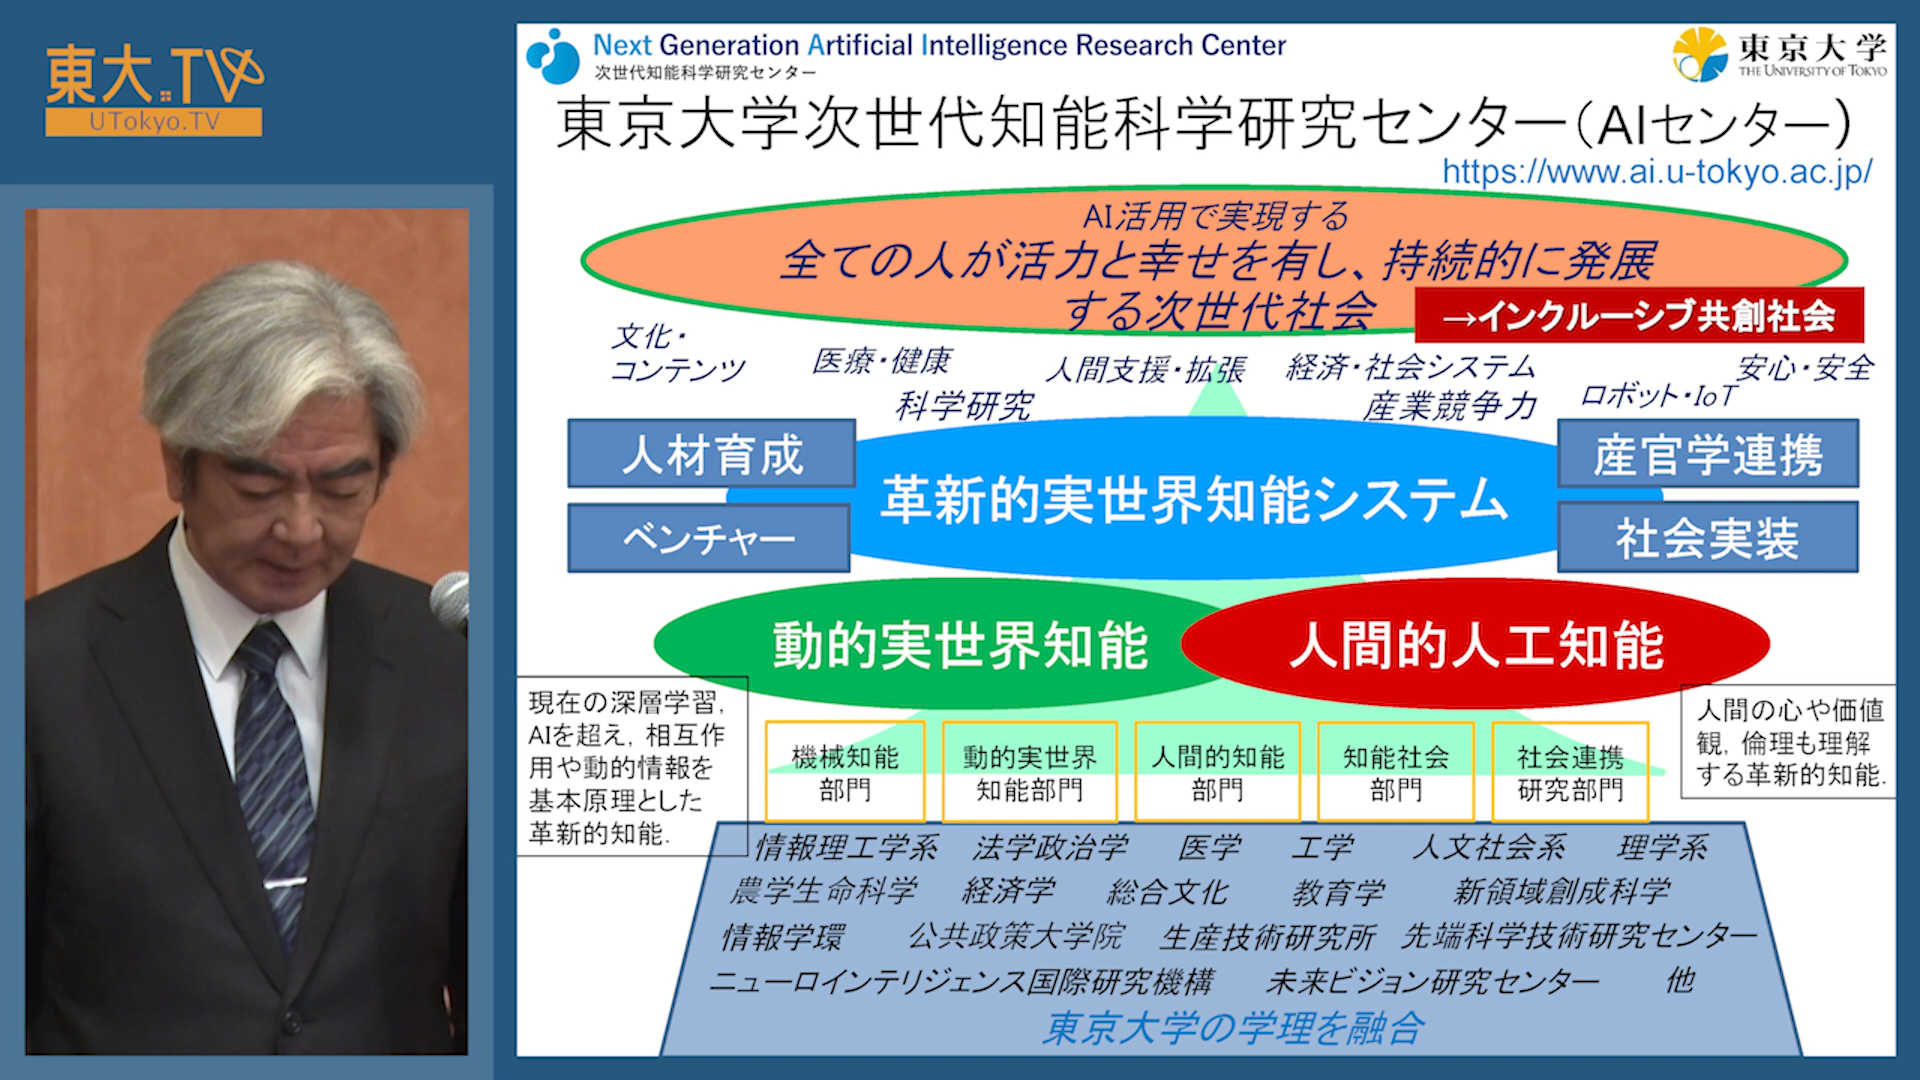 東大.TV
UTokyo.TV
Next Generation Artificial Intelligence Research Center
次世代知能科学研究センター
東京大学
THE UNIVERSITY OF TOKYO
東京大学次世代知能科学研究センター(AIセンター)
https://www.ai.u-tokyo.ac.jp/
AI活用で実現する
全ての人が活力と幸せを有し、持続的に発展
する次世代社会
→インクルーシブ共創社会
文化・
コンテンツ
医療・健康
科学研究
人間支援・拡張
経済・社会システム
産業競争力
ロボット・IoT
安心・安全
人材育成
ベンチャー
革新的実世界知能システム
産官学連携
社会実装
動的実世界知能
人間的人工知能
現在の深層学習,
AIを超え, 相互作
用や動的情報を
基本原理とした
革新的知能.
人間の心や価値
観, 倫理も理解
する革新的知能.
機械知能
部門
動的実世界
知能部門
人間的知能
部門
知能社会
部門
社会連携
研究部門
情報理工学系 法学政治学 医学 工学 人文社会系 理学系
農学生命科学 経済学 総合文化 教育学 新領域創成科学
情報学環 公共政策大学院 生産技術研究所 先端科学技術研究センター
ニューロインテリジェンス国際研究機構 未来ビジョン研究センター 他
東京大学の学理を融合